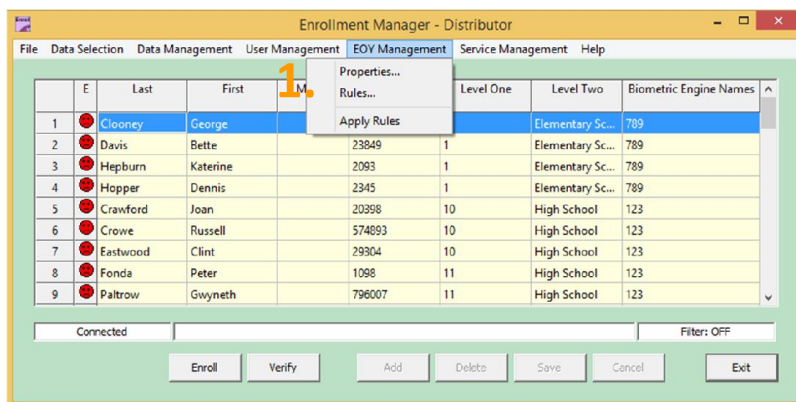 Enroll
Enrollment Manager - Distributor
File Data Selection Data Management User Management EOY Management Service Management Help
1.
Properties...
Rules...
Apply Rules
E Last First M Level One Level Two Biometric Engine Names
1 Clooney George Elementary Sc... 789
2 Davis Bette 23849 1 Elementary Sc... 789
3 Hepburn Katerine 2093 1 Elementary Sc... 789
4 Hopper Dennis 2345 1 Elementary Sc... 789
5 Crawford Joan 20398 10 High School 123
6 Crowe Russell 574893 10 High School 123
7 Eastwood Clint 29304 10 High School 123
8 Fonda Peter 1098 11 High School 123
9 Paltrow Gwyneth 796007 11 High School 123
Connected Filter: OFF
Enroll Verify Add Delete Save Cancel Exit